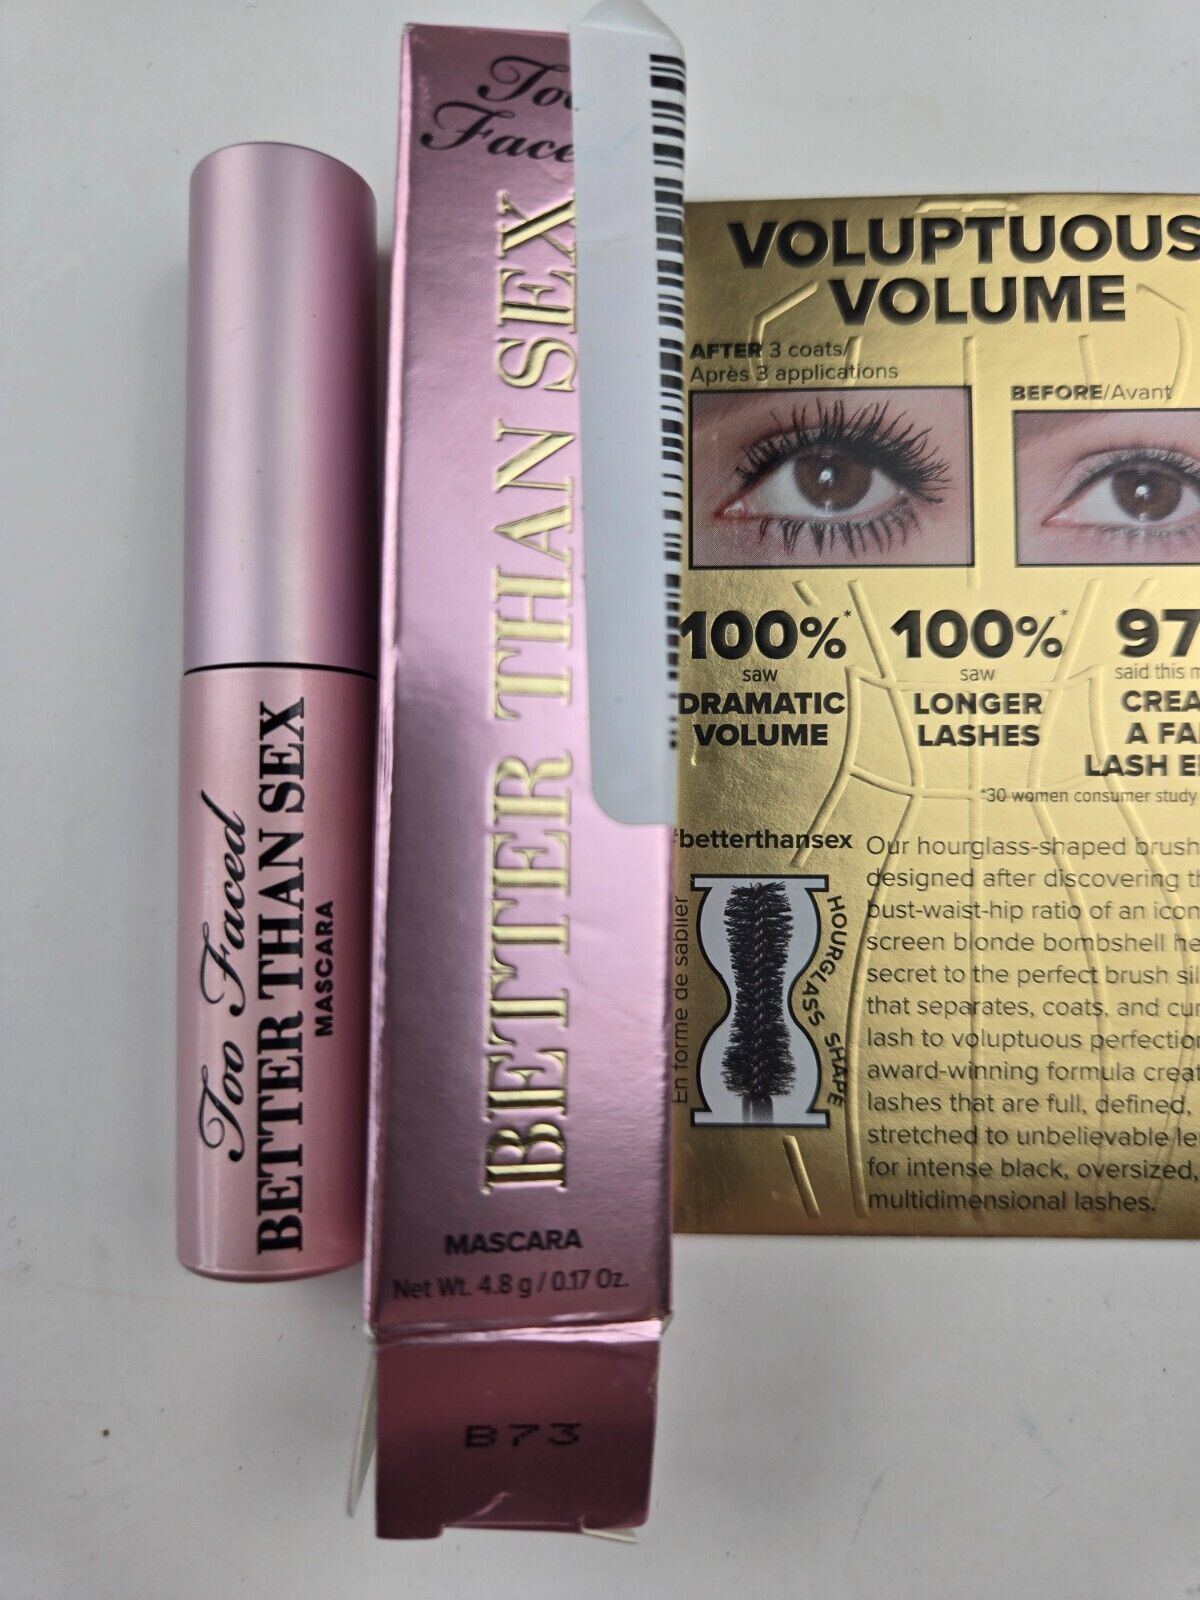 Too Faced
BETTER THAN SEX
MASCARA
BETTER THAN SEX
MASCARA
Net Wt. 4.8 g / 0.17 Oz.
B73
VOLUPTUOUS
VOLUME
AFTER 3 coats/
Après 3 applications
BEFORE/Avant
100%*
saw
DRAMATIC
VOLUME
100%*
saw
LONGER
LASHES
97
said this
A
LASH
*30 women consumer study
#betterthansex
En forme de sablier
HOURGLASS SHAPE
Our hourglass-shaped brush
designed after discovering
bust-waist-hip ratio of an
screen blonde bombshell
secret to the perfect brush
that separates, coats, and
lash to voluptuous
award-winning formula
lashes that are full, defined,
stretched to unbelievable
for intense black, oversized,
multidimensional lashes.